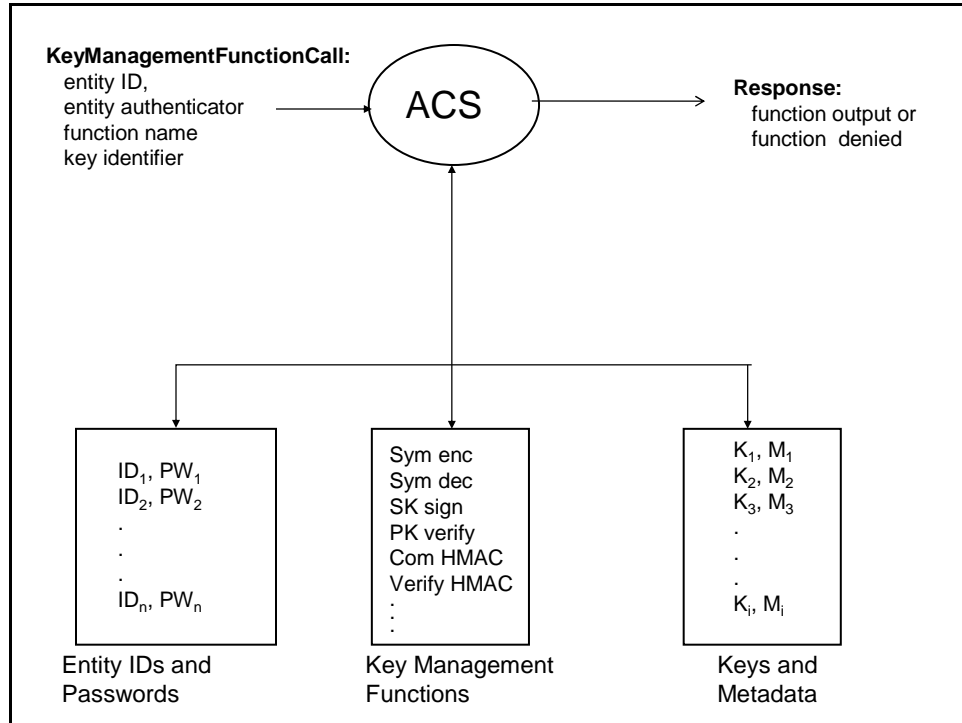 KeyManagementFunctionCall:
entity ID,
entity authenticator
function name
key identifier
ACS
Response:
function output or
function denied
ID₁, PW₁
ID₂, PW₂
.
.
.
IDₙ, PWₙ
Entity IDs and
Passwords
Sym enc
Sym dec
SK sign
PK verify
Com HMAC
Verify HMAC
.
.
.
Key Management
Functions
K₁, M₁
K₂, M₂
K₃, M₃
.
.
.
Kᵢ, Mᵢ
Keys and
Metadata